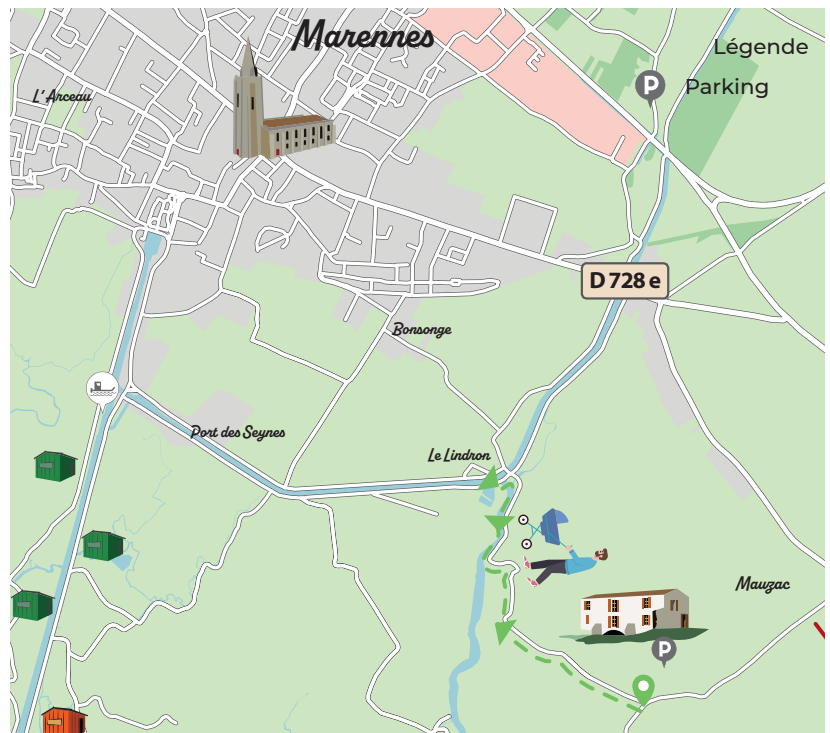 Marennes
Légende
P Parking
L'Arceau
D 728 e
Bonsonge
Port des Seynes
Le Lindron
Mauzac
P